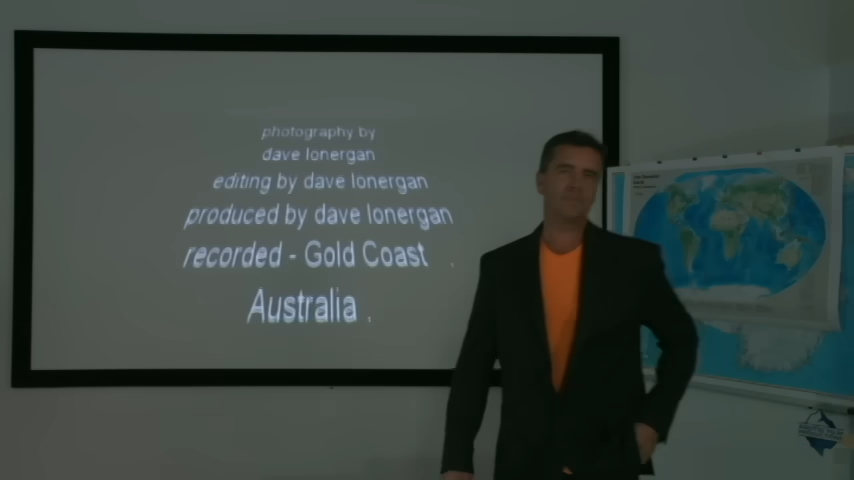 photography by
dave lonergan
editing by dave lonergan
produced by dave lonergan
recorded - Gold Coast .
Australia .